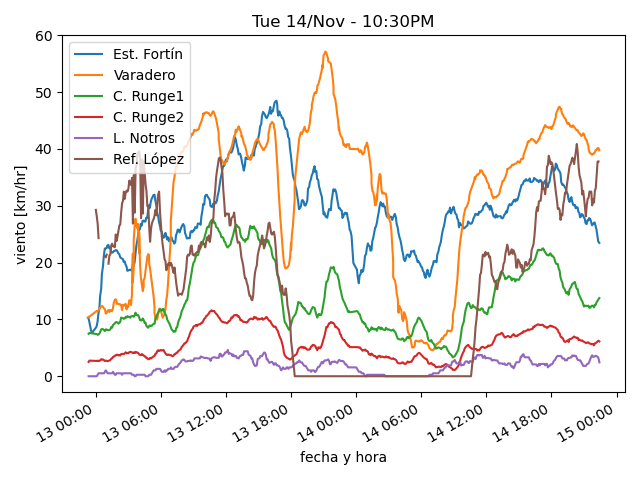 Tue 14/Nov - 10:30PM
viento [km/hr]
60
50
40
30
20
10
0
Est. Fortín
Varadero
C. Runge1
C. Runge2
L. Notros
Ref. López
13 00:00
13 06:00
13 12:00
13 18:00
14 00:00
14 06:00
14 12:00
14 18:00
15 00:00
fecha y hora